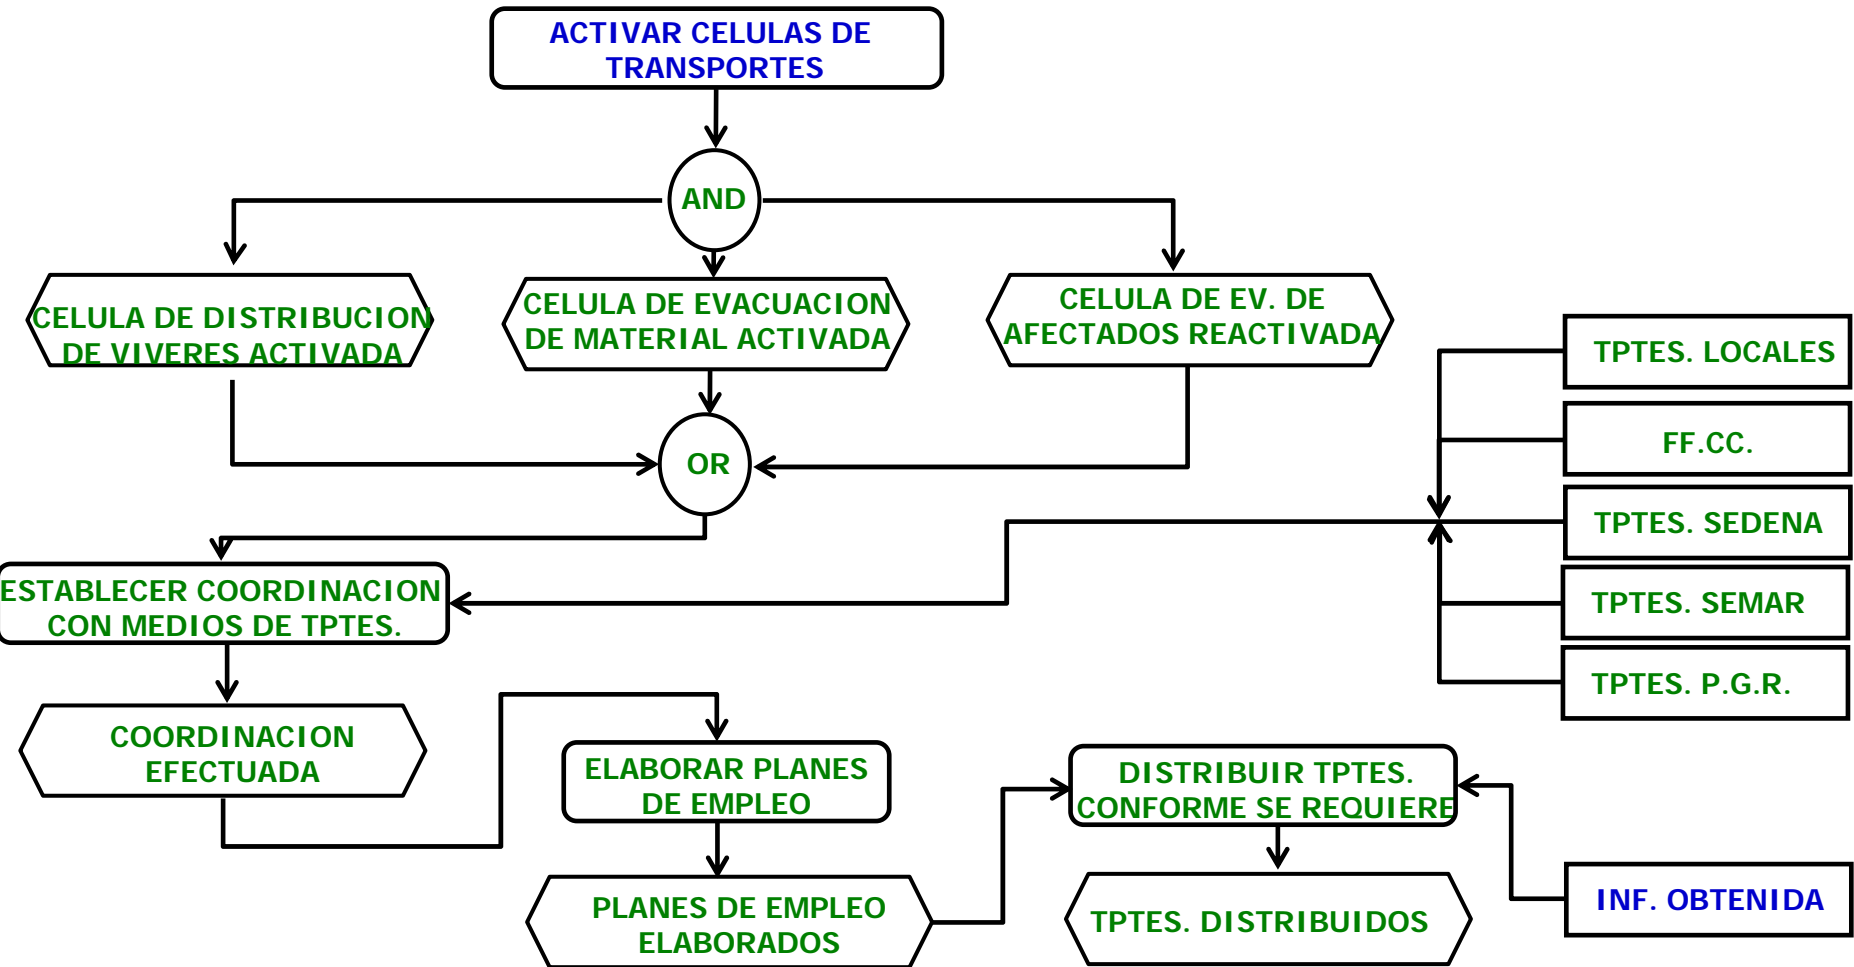 ACTIVAR CELULAS DE
TRANSPORTES
AND
CELULA DE DISTRIBUCION
DE VIVERES ACTIVADA
CELULA DE EVACUACION
DE MATERIAL ACTIVADA
CELULA DE EV. DE
AFECTADOS REACTIVADA
OR
TPTES. LOCALES
FF.CC.
TPTES. SEDENA
TPTES. SEMAR
TPTES. P.G.R.
ESTABLECER COORDINACION
CON MEDIOS DE TPTES.
COORDINACION
EFECTUADA
ELABORAR PLANES
DE EMPLEO
PLANES DE EMPLEO
ELABORADOS
DISTRIBUIR TPTES.
CONFORME SE REQUIERE
TPTES. DISTRIBUIDOS
INF. OBTENIDA